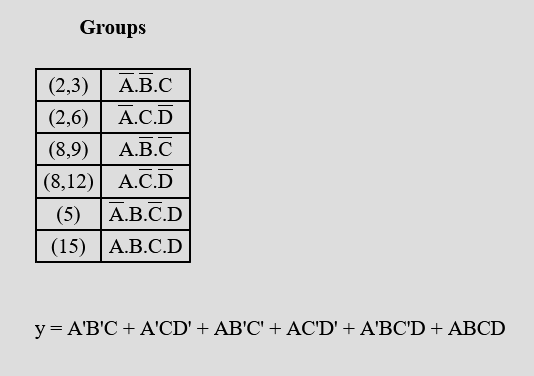 Groups
(2,3) A̅.B̅.C
(2,6) A̅.C.D̅
(8,9) A.B̅.C̅
(8,12) A.C̅.D̅
(5) A̅.B.C̅.D
(15) A.B.C.D
y = A'B'C + A'CD' + AB'C' + AC'D' + A'BC'D + ABCD